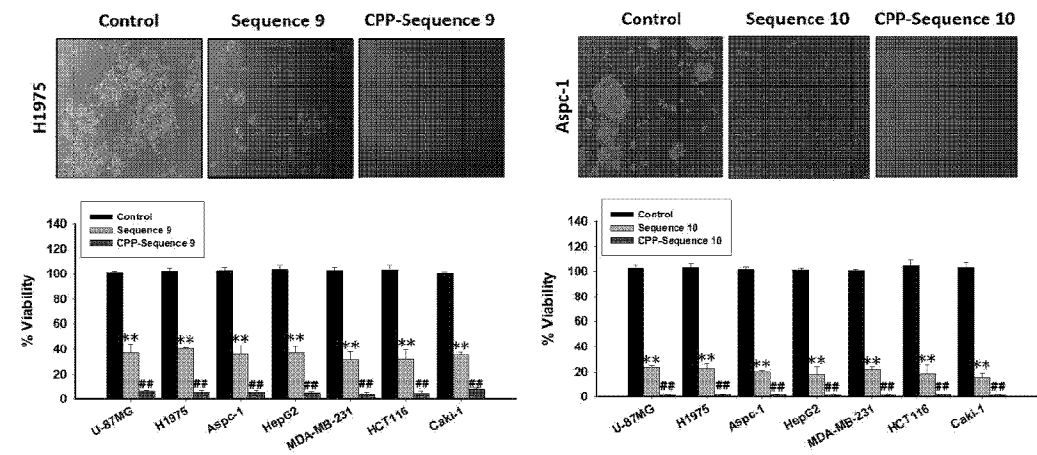 Control Sequence 9 CPP-Sequence 9
H1975
Control
Sequence 9
CPP-Sequence 9
% Viability
140
120
100
80
60
40
20
0
** ** ** ** ** ** **
## ## ## ## ## ## ##
U-87MG H1975 Aspc-1 HepG2 MDA-MB-231 HCT116 Caki-1
Control Sequence 10 CPP-Sequence 10
Aspc-1
Control
Sequence 10
CPP-Sequence 10
% Viability
140
120
100
80
60
40
20
0
** ** ** ** ** ** **
## ## ## ## ## ## ##
U-87MG H1975 Aspc-1 HepG2 MDA-MB-231 HCT116 Caki-1